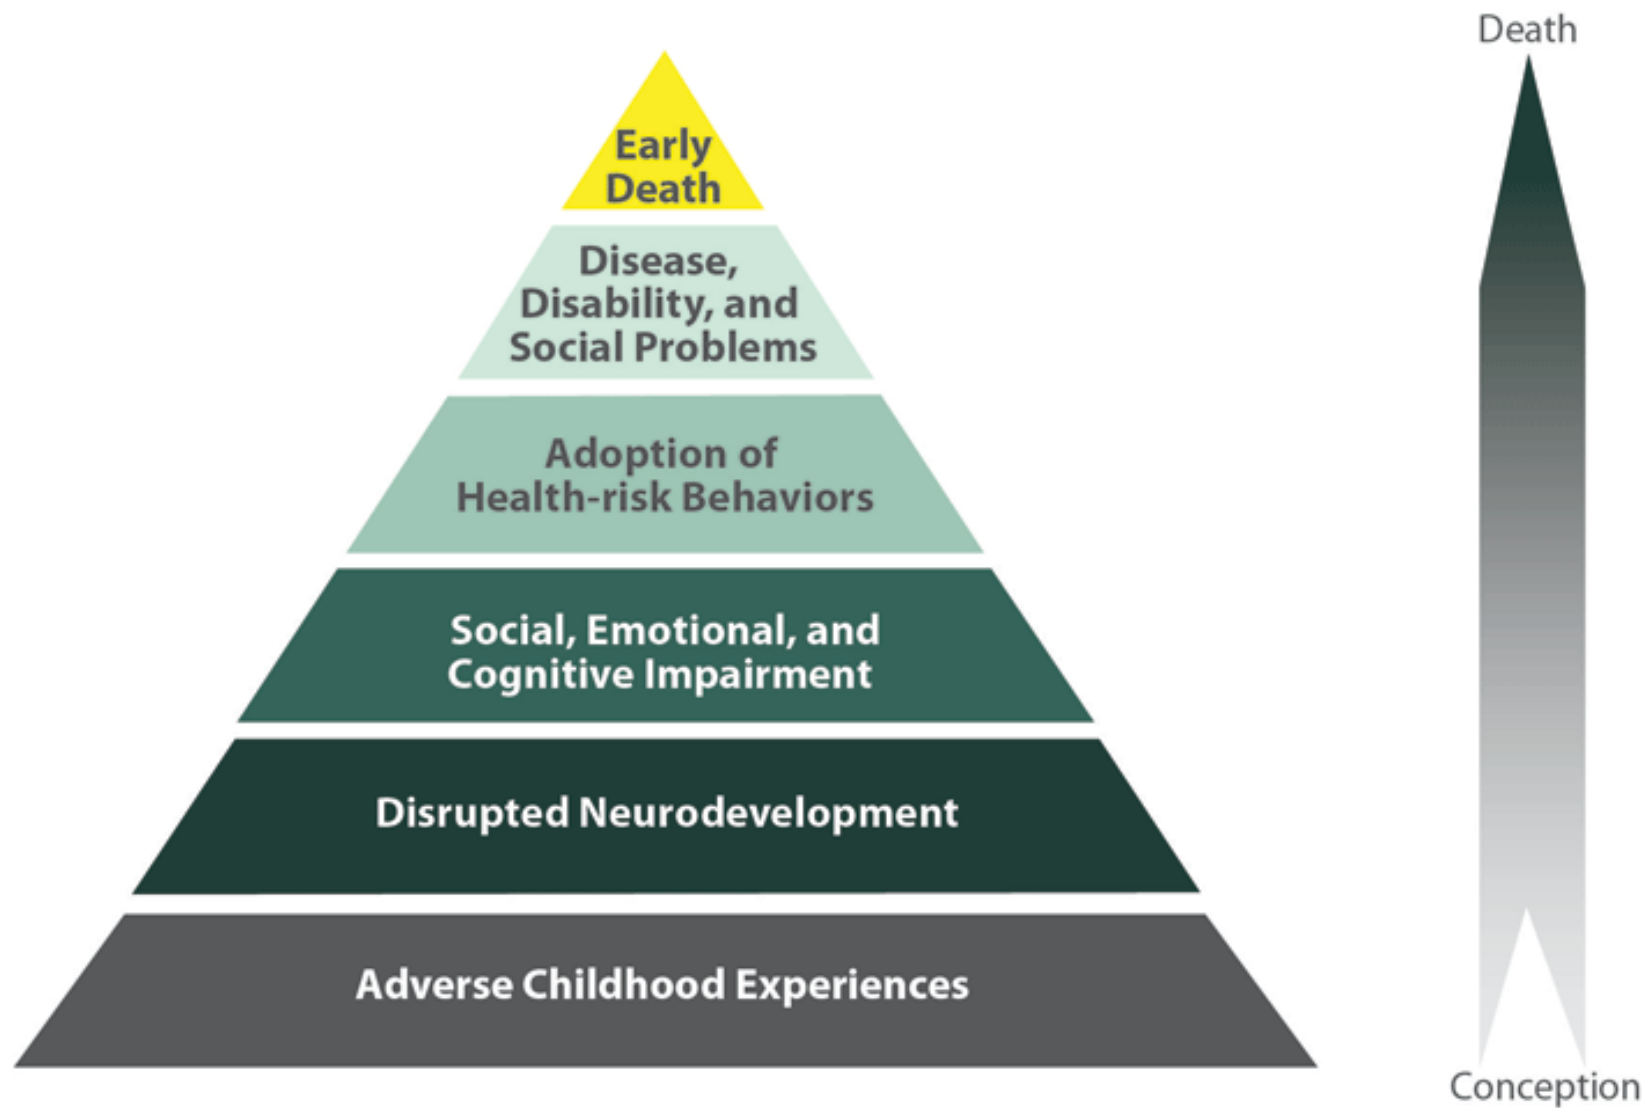 Death
Early
Death
Disease,
Disability, and
Social Problems
Adoption of
Health-risk Behaviors
Social, Emotional, and
Cognitive Impairment
Disrupted Neurodevelopment
Adverse Childhood Experiences
Conception